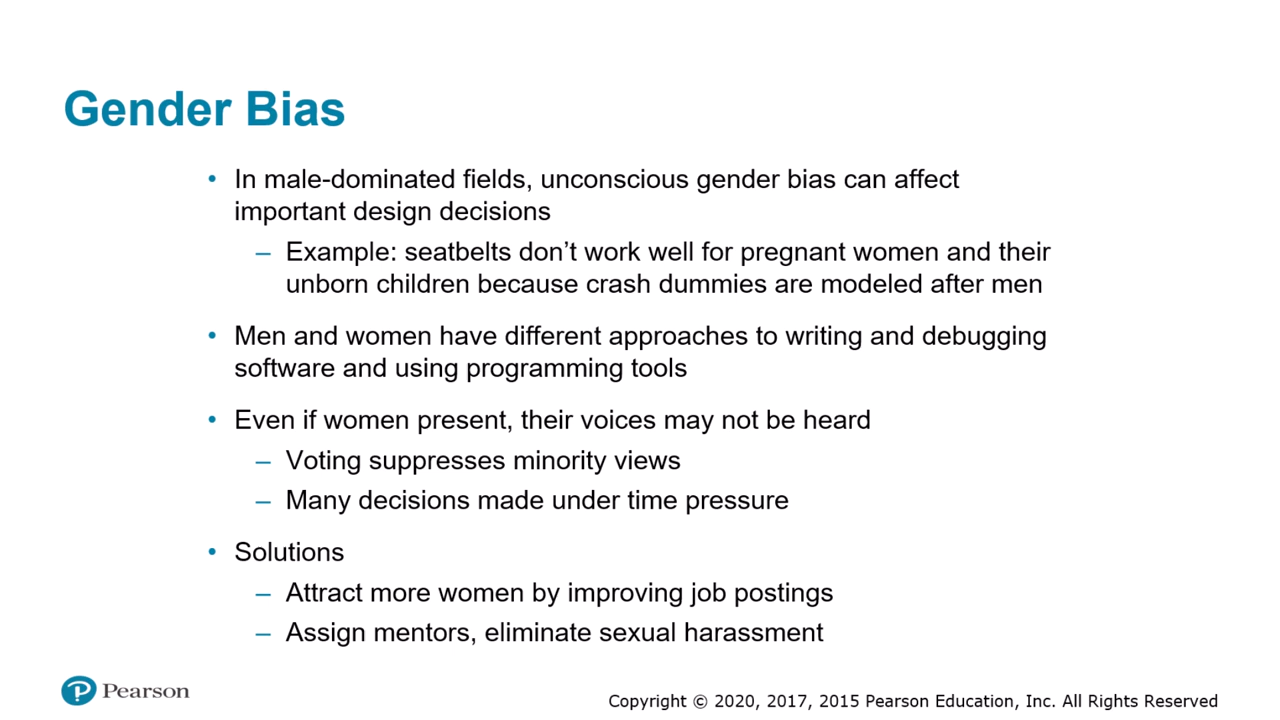 Gender Bias
• In male-dominated fields, unconscious gender bias can affect
important design decisions
– Example: seatbelts don’t work well for pregnant women and their
unborn children because crash dummies are modeled after men
• Men and women have different approaches to writing and debugging
software and using programming tools
• Even if women present, their voices may not be heard
– Voting suppresses minority views
– Many decisions made under time pressure
• Solutions
– Attract more women by improving job postings
– Assign mentors, eliminate sexual harassment
Pearson
Copyright © 2020, 2017, 2015 Pearson Education, Inc. All Rights Reserved